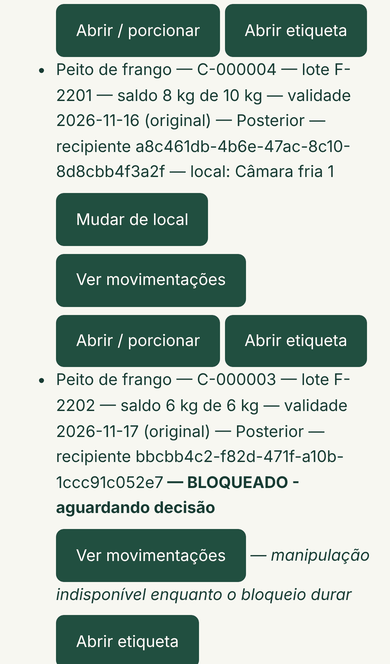 Abrir / porcionar Abrir etiqueta
• Peito de frango — C-000004 — lote F-
2201 — saldo 8 kg de 10 kg — validade
2026-11-16 (original) — Posterior —
recipiente a8c461db-4b6e-47ac-8c10-
8d8cbb4f3a2f — local: Câmara fria 1
Mudar de local
Ver movimentações
Abrir / porcionar Abrir etiqueta
• Peito de frango — C-000003 — lote F-
2202 — saldo 6 kg de 6 kg — validade
2026-11-17 (original) — Posterior —
recipiente bbcbb4c2-f82d-471f-a10b-
1ccc91c052e7 — BLOQUEADO -
aguardando decisão
Ver movimentações — manipulação
indisponível enquanto o bloqueio durar
Abrir etiqueta